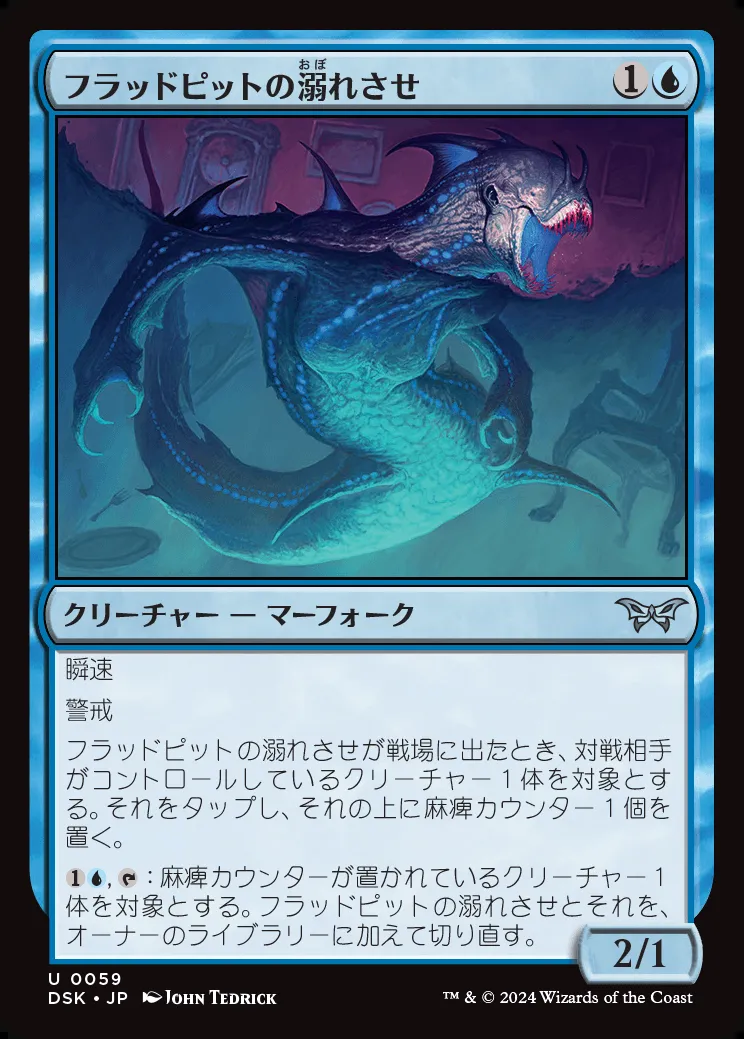 おぼ
フラッドピットの溺れさせ 1
クリーチャー — マーフォーク
瞬速
警戒
フラッドピットの溺れさせが戦場に出たとき、対戦相手
がコントロールしているクリーチャー1体を対象とす
る。それをタップし、それの上に麻痺カウンター1個を
置く。
1 , :麻痺カウンターが置かれているクリーチャー1
体を対象とする。フラッドピットの溺れさせとそれを、
オーナーのライブラリーに加えて切り直す。
2/1
U 0059
DSK • JP John Tedrick
™ & © 2024 Wizards of the Coast